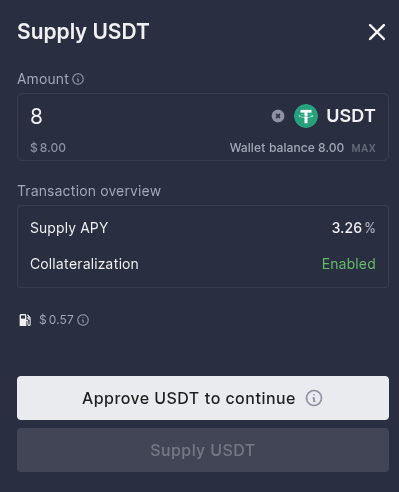 Supply USDT
Amount
8 USDT
$ 8.00 Wallet balance 8.00 MAX
Transaction overview
Supply APY 3.26 %
Collateralization Enabled
$ 0.57
Approve USDT to continue
Supply USDT